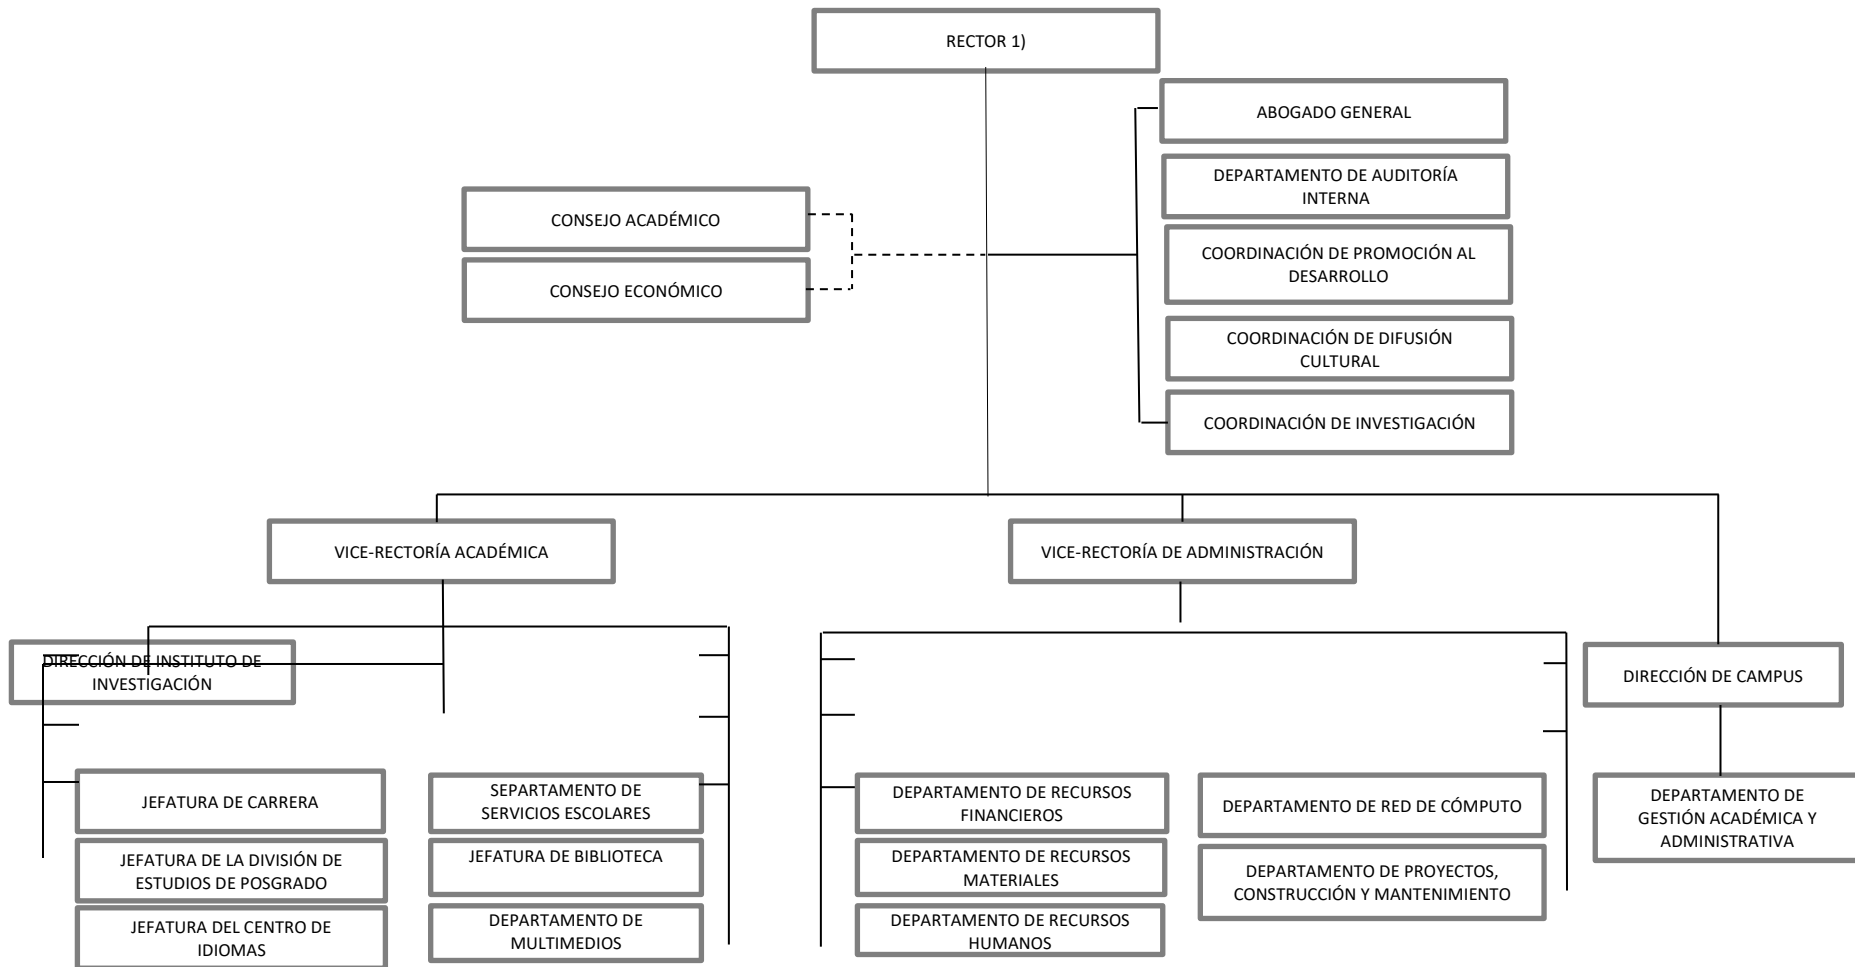 RECTOR 1)
ABOGADO GENERAL
DEPARTAMENTO DE AUDITORÍA
INTERNA
CONSEJO ACADÉMICO
COORDINACIÓN DE PROMOCIÓN AL
DESARROLLO
CONSEJO ECONÓMICO
COORDINACIÓN DE DIFUSIÓN
CULTURAL
COORDINACIÓN DE INVESTIGACIÓN
VICE-RECTORÍA ACADÉMICA
VICE-RECTORÍA DE ADMINISTRACIÓN
DIRECCIÓN DE INSTITUTO DE
INVESTIGACIÓN
DIRECCIÓN DE CAMPUS
JEFATURA DE CARRERA
SEPARTAMENTO DE
SERVICIOS ESCOLARES
DEPARTAMENTO DE RECURSOS
FINANCIEROS
DEPARTAMENTO DE RED DE CÓMPUTO
DEPARTAMENTO DE
GESTIÓN ACADÉMICA Y
ADMINISTRATIVA
JEFATURA DE LA DIVISIÓN DE
ESTUDIOS DE POSGRADO
JEFATURA DE BIBLIOTECA
DEPARTAMENTO DE RECURSOS
MATERIALES
DEPARTAMENTO DE PROYECTOS,
CONSTRUCCIÓN Y MANTENIMIENTO
JEFATURA DEL CENTRO DE
IDIOMAS
DEPARTAMENTO DE
MULTIMEDIOS
DEPARTAMENTO DE RECURSOS
HUMANOS